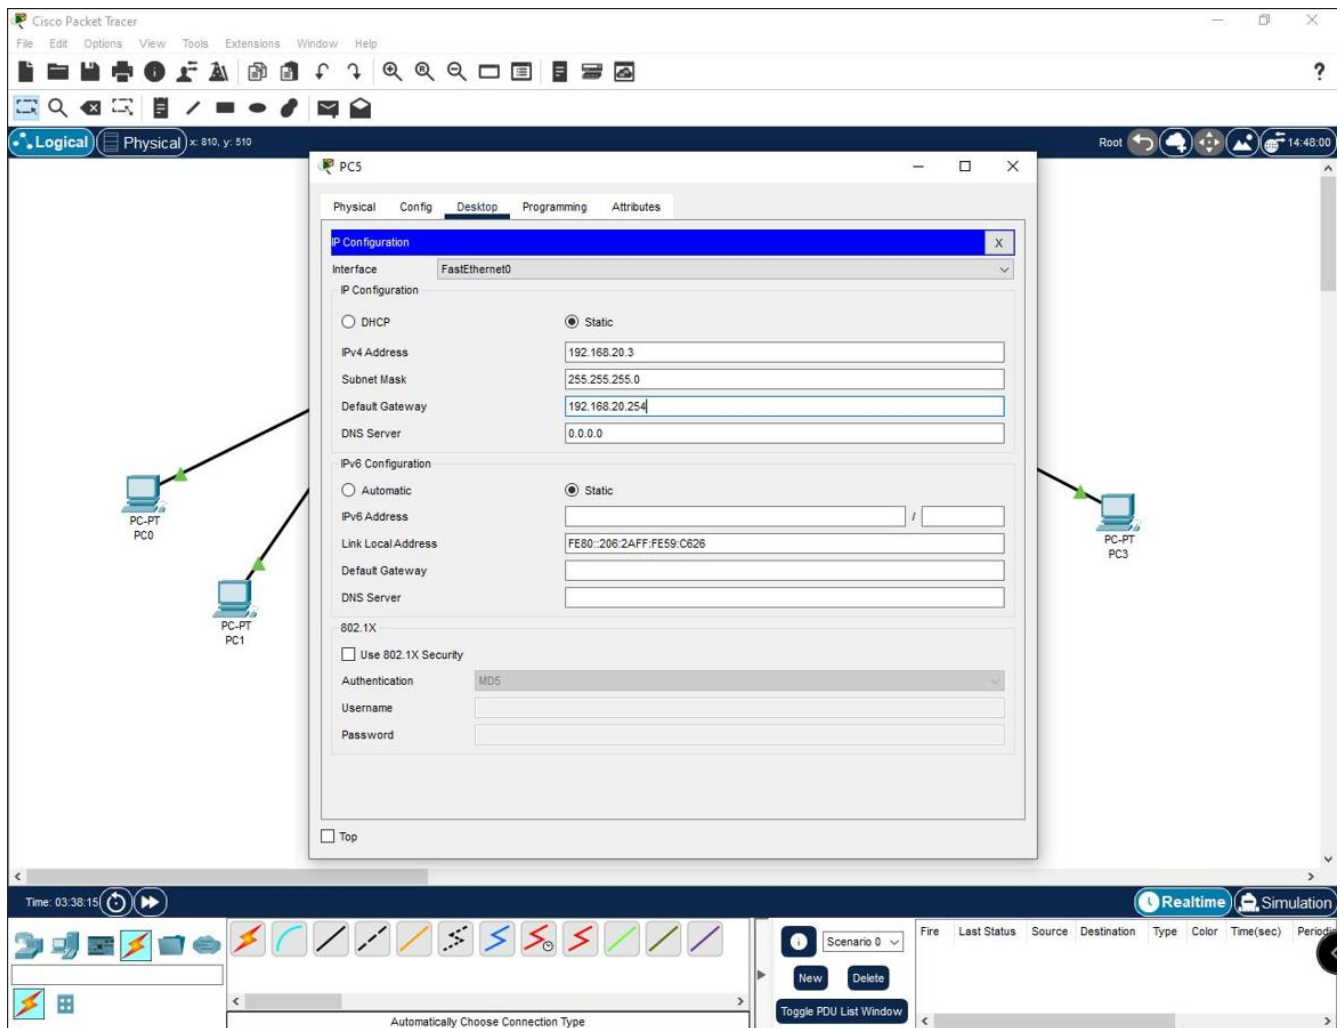 Cisco Packet Tracer
File Edit Options View Tools Extensions Window Help
?
Logical Physical x: 810, y: 510 Root 14:48:00
PC5
Physical Config Desktop Programming Attributes
IP Configuration X
Interface FastEthernet0
IP Configuration
DHCP Static
IPv4 Address 192.168.20.3
Subnet Mask 255.255.255.0
Default Gateway 192.168.20.254
DNS Server 0.0.0.0
IPv6 Configuration
Automatic Static
IPv6 Address /
Link Local Address FE80::206:2AFF:FE59:C626
Default Gateway
DNS Server
802.1X
Use 802.1X Security
Authentication MD5
Username
Password
Top
PC-PT
PC0
PC-PT
PC1
PC-PT
PC3
Time: 03:38:15 Realtime Simulation
Scenario 0
New Delete
Toggle PDU List Window
Fire Last Status Source Destination Type Color Time(sec) Periodic
Automatically Choose Connection Type